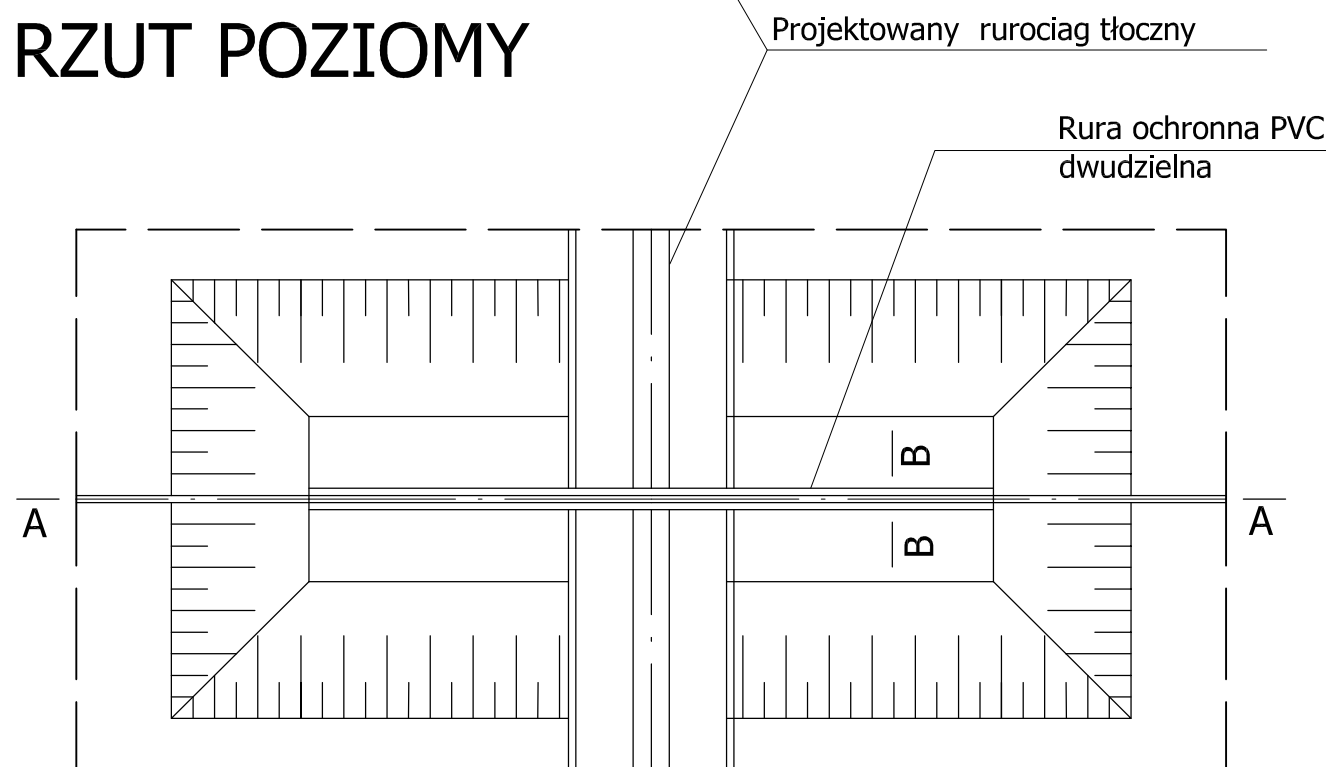 RZUT POZIOMY
Projektowany rurociag tłoczny
Rura ochronna PVC
dwudzielna
B
A
A
B